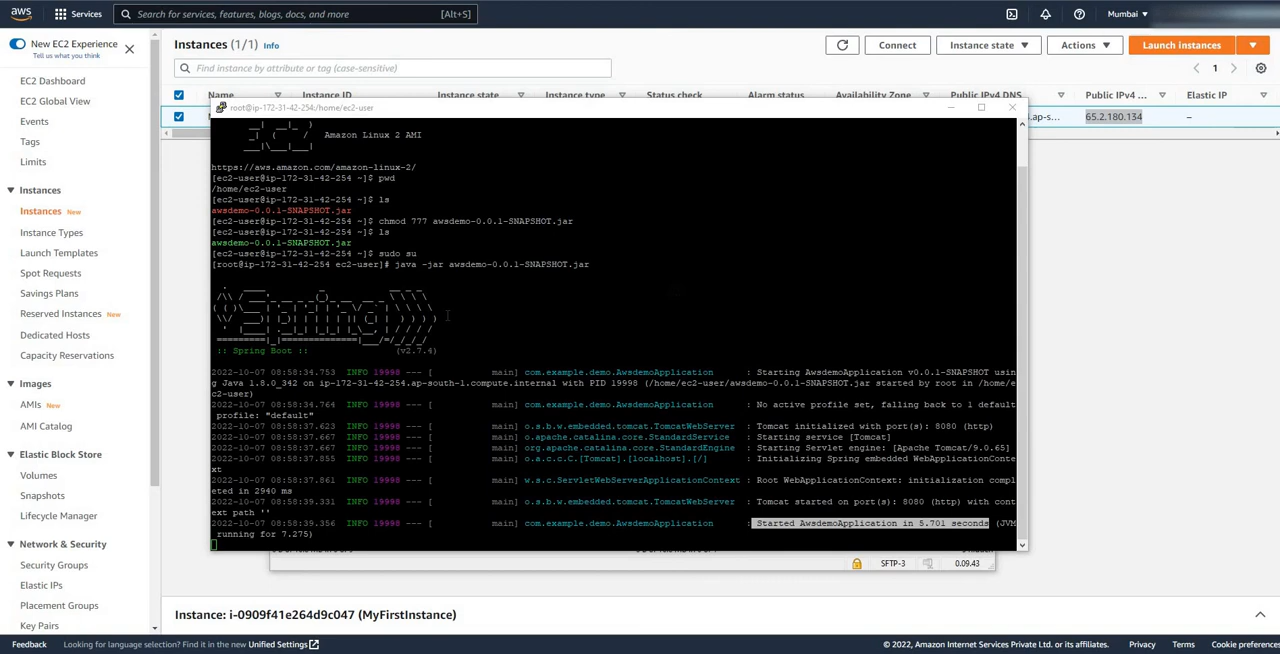 aws Services Search for services, features, blogs, docs, and more [Alt+S] Mumbai
New EC2 Experience
Tell us what you think
EC2 Dashboard
EC2 Global View
Events
Tags
Limits
Instances
Instances New
Instance Types
Launch Templates
Spot Requests
Savings Plans
Reserved Instances New
Dedicated Hosts
Capacity Reservations
Images
AMIs New
AMI Catalog
Elastic Block Store
Volumes
Snapshots
Lifecycle Manager
Network & Security
Security Groups
Elastic IPs
Placement Groups
Key Pairs
Instances (1/1) Info Connect Instance state Actions Launch instances
Find instance by attribute or tag (case-sensitive) 1
Name Instance ID Instance state Instance type Status check Alarm status Availability Zone Public IPv4 DNS Public IPv4 ... Elastic IP
.ap-s... 65.2.180.134 –
root@ip-172-31-42-254:/home/ec2-user
__| __|_ )
_| ( / Amazon Linux 2 AMI
___|\___|___|
https://aws.amazon.com/amazon-linux-2/
[ec2-user@ip-172-31-42-254 ~]$ pwd
/home/ec2-user
[ec2-user@ip-172-31-42-254 ~]$ ls
awsdemo-0.0.1-SNAPSHOT.jar
[ec2-user@ip-172-31-42-254 ~]$ chmod 777 awsdemo-0.0.1-SNAPSHOT.jar
[ec2-user@ip-172-31-42-254 ~]$ ls
awsdemo-0.0.1-SNAPSHOT.jar
[ec2-user@ip-172-31-42-254 ~]$ sudo su
[root@ip-172-31-42-254 ec2-user]# java -jar awsdemo-0.0.1-SNAPSHOT.jar
:: Spring Boot :: (v2.7.4)
2022-10-07 08:58:34.753 INFO 19998 --- [ main] com.example.demo.AwsdemoApplication : Starting AwsdemoApplication v0.0.1-SNAPSHOT usin
g Java 1.8.0_342 on ip-172-31-42-254.ap-south-1.compute.internal with PID 19998 (/home/ec2-user/awsdemo-0.0.1-SNAPSHOT.jar started by root in /home/e
c2-user)
2022-10-07 08:58:34.764 INFO 19998 --- [ main] com.example.demo.AwsdemoApplication : No active profile set, falling back to 1 default
profile: "default"
2022-10-07 08:58:37.623 INFO 19998 --- [ main] o.s.b.w.embedded.tomcat.TomcatWebServer : Tomcat initialized with port(s): 8080 (http)
2022-10-07 08:58:37.667 INFO 19998 --- [ main] o.apache.catalina.core.StandardService : Starting service [Tomcat]
2022-10-07 08:58:37.668 INFO 19998 --- [ main] org.apache.catalina.core.StandardEngine : Starting Servlet engine: [Apache Tomcat/9.0.65]
2022-10-07 08:58:37.855 INFO 19998 --- [ main] o.a.c.c.C.[Tomcat].[localhost].[/] : Initializing Spring embedded WebApplicationConte
xt
2022-10-07 08:58:37.861 INFO 19998 --- [ main] w.s.c.ServletWebServerApplicationContext : Root WebApplicationContext: initialization compl
eted in 2940 ms
2022-10-07 08:58:39.331 INFO 19998 --- [ main] o.s.b.w.embedded.tomcat.TomcatWebServer : Tomcat started on port(s): 8080 (http) with cont
ext path ''
2022-10-07 08:58:39.356 INFO 19998 --- [ main] com.example.demo.AwsdemoApplication : Started AwsdemoApplication in 5.701 seconds (JVM
running for 7.275)
SFTP-3 0.09.43
Instance: i-0909f41e264d9c047 (MyFirstInstance)
Feedback Looking for language selection? Find it in the new Unified Settings © 2022, Amazon Internet Services Private Ltd. or its affiliates. Privacy Terms Cookie preferences